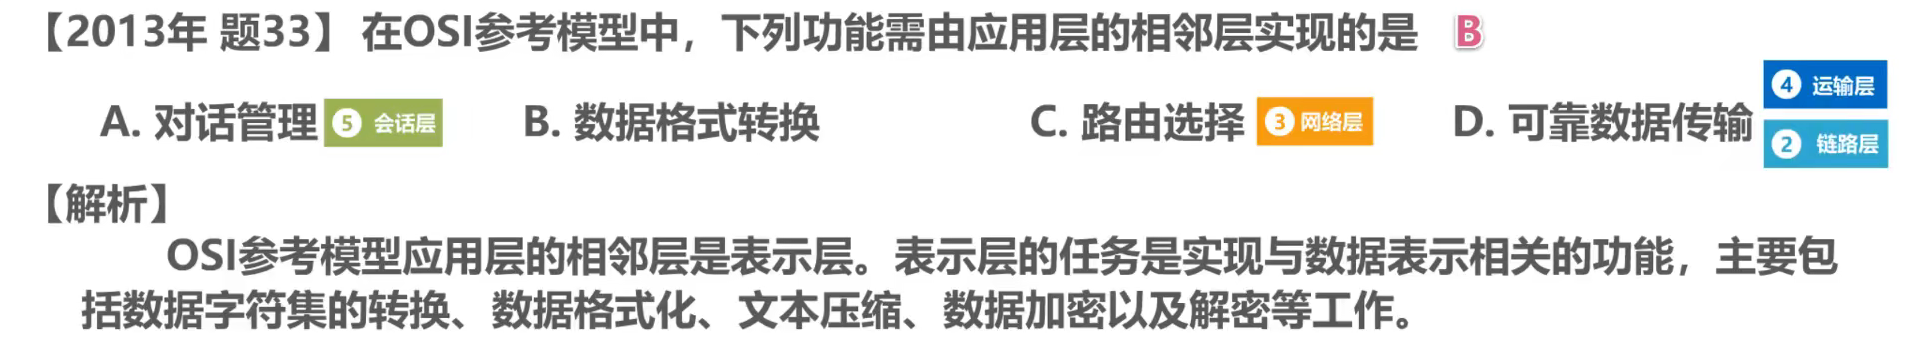 【2013年 题33】 在OSI参考模型中，下列功能需由应用层的相邻层实现的是 B
A. 对话管理 5 会话层 B. 数据格式转换 C. 路由选择 3 网络层 D. 可靠数据传输 4 运输层
2 链路层
【解析】
OSI参考模型应用层的相邻层是表示层。表示层的任务是实现与数据表示相关的功能，主要包
括数据字符集的转换、数据格式化、文本压缩、数据加密以及解密等工作。